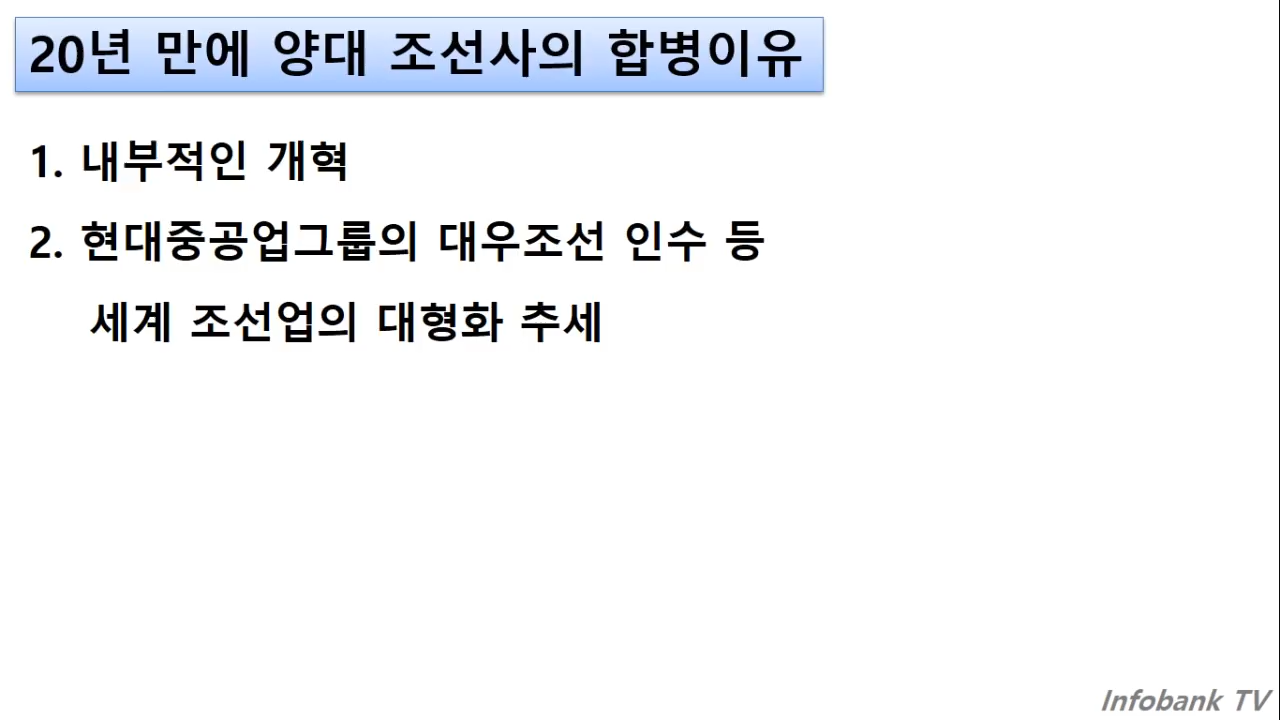 20년 만에 양대 조선사의 합병이유
1. 내부적인 개혁
2. 현대중공업그룹의 대우조선 인수 등
세계 조선업의 대형화 추세
Infobank TV